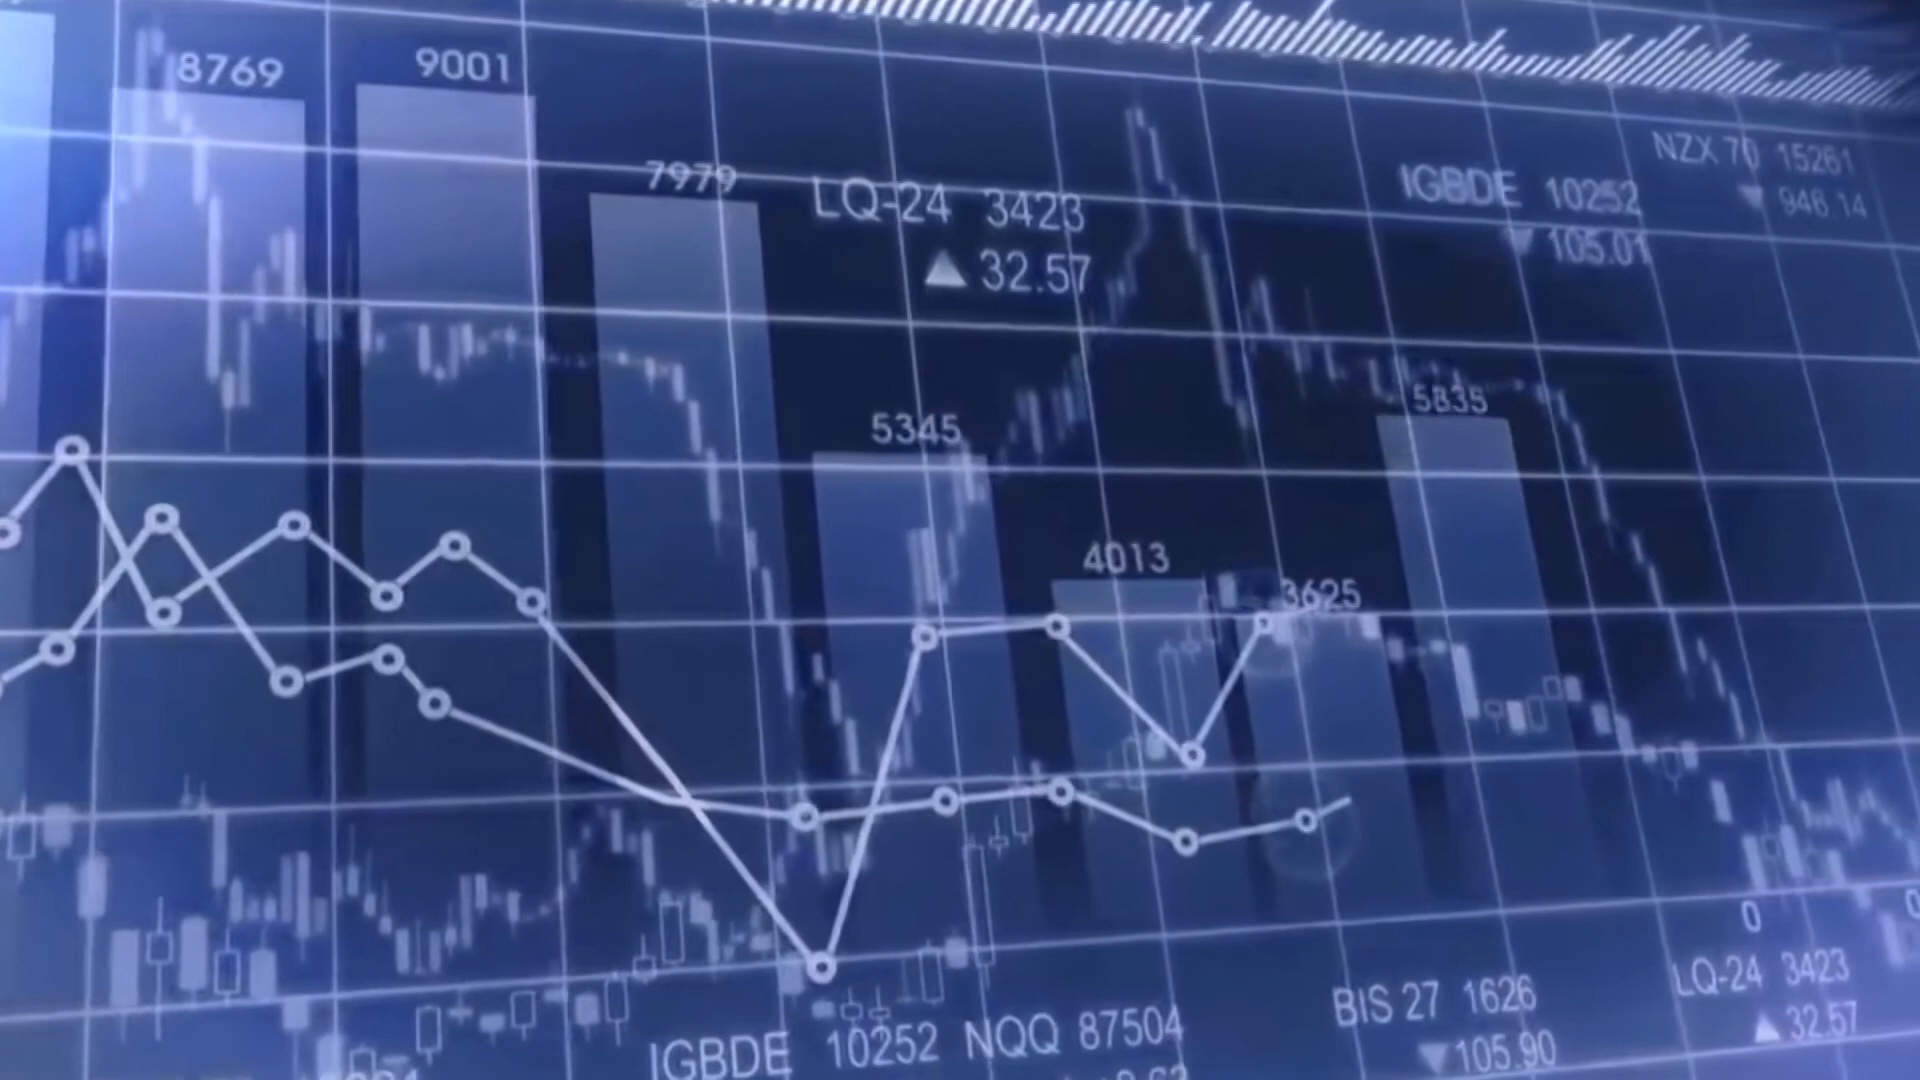 8769
9001
7979
LQ-24 3423
▲ 32.57
IGBDE 10252
▼ 105.01
NZX 70 15261
▼ 946.14
5345
5835
4013
3625
0
0
LQ-24 3423
▲ 32.57
BIS 27 1626
▼ 105.90
IGBDE 10252 NQQ 87504